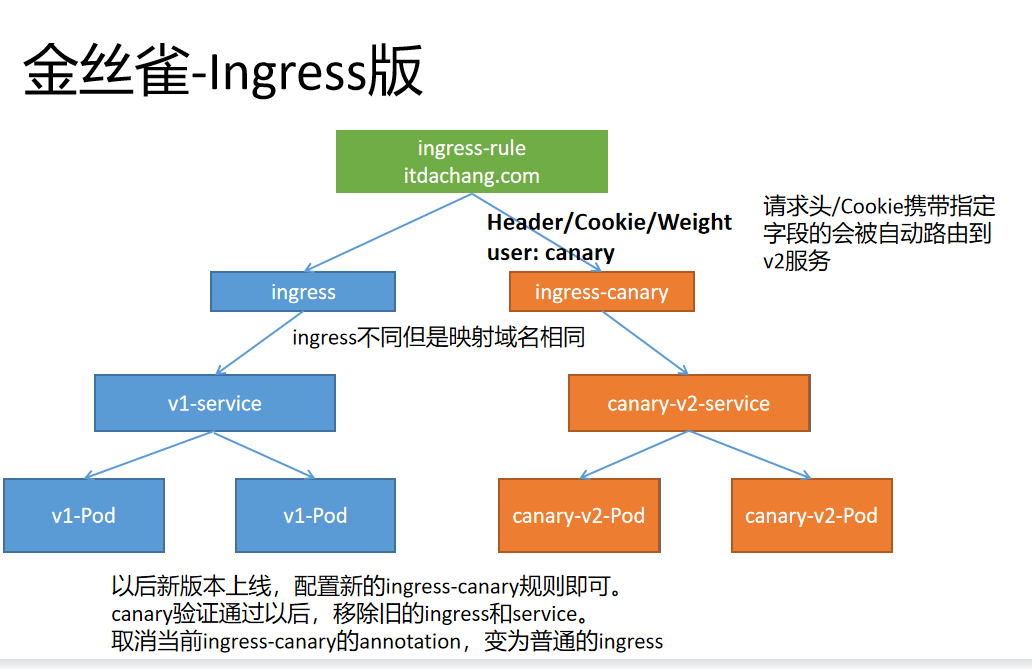 金丝雀-Ingress版
ingress-rule
itdachang.com
Header/Cookie/Weight
user: canary
请求头/Cookie携带指定
字段的会被自动路由到
v2服务
ingress
ingress-canary
ingress不同但是映射域名相同
v1-service
canary-v2-service
v1-Pod
v1-Pod
canary-v2-Pod
canary-v2-Pod
以后新版本上线，配置新的ingress-canary规则即可。
canary验证通过以后，移除旧的ingress和service。
取消当前ingress-canary的annotation，变为普通的ingress